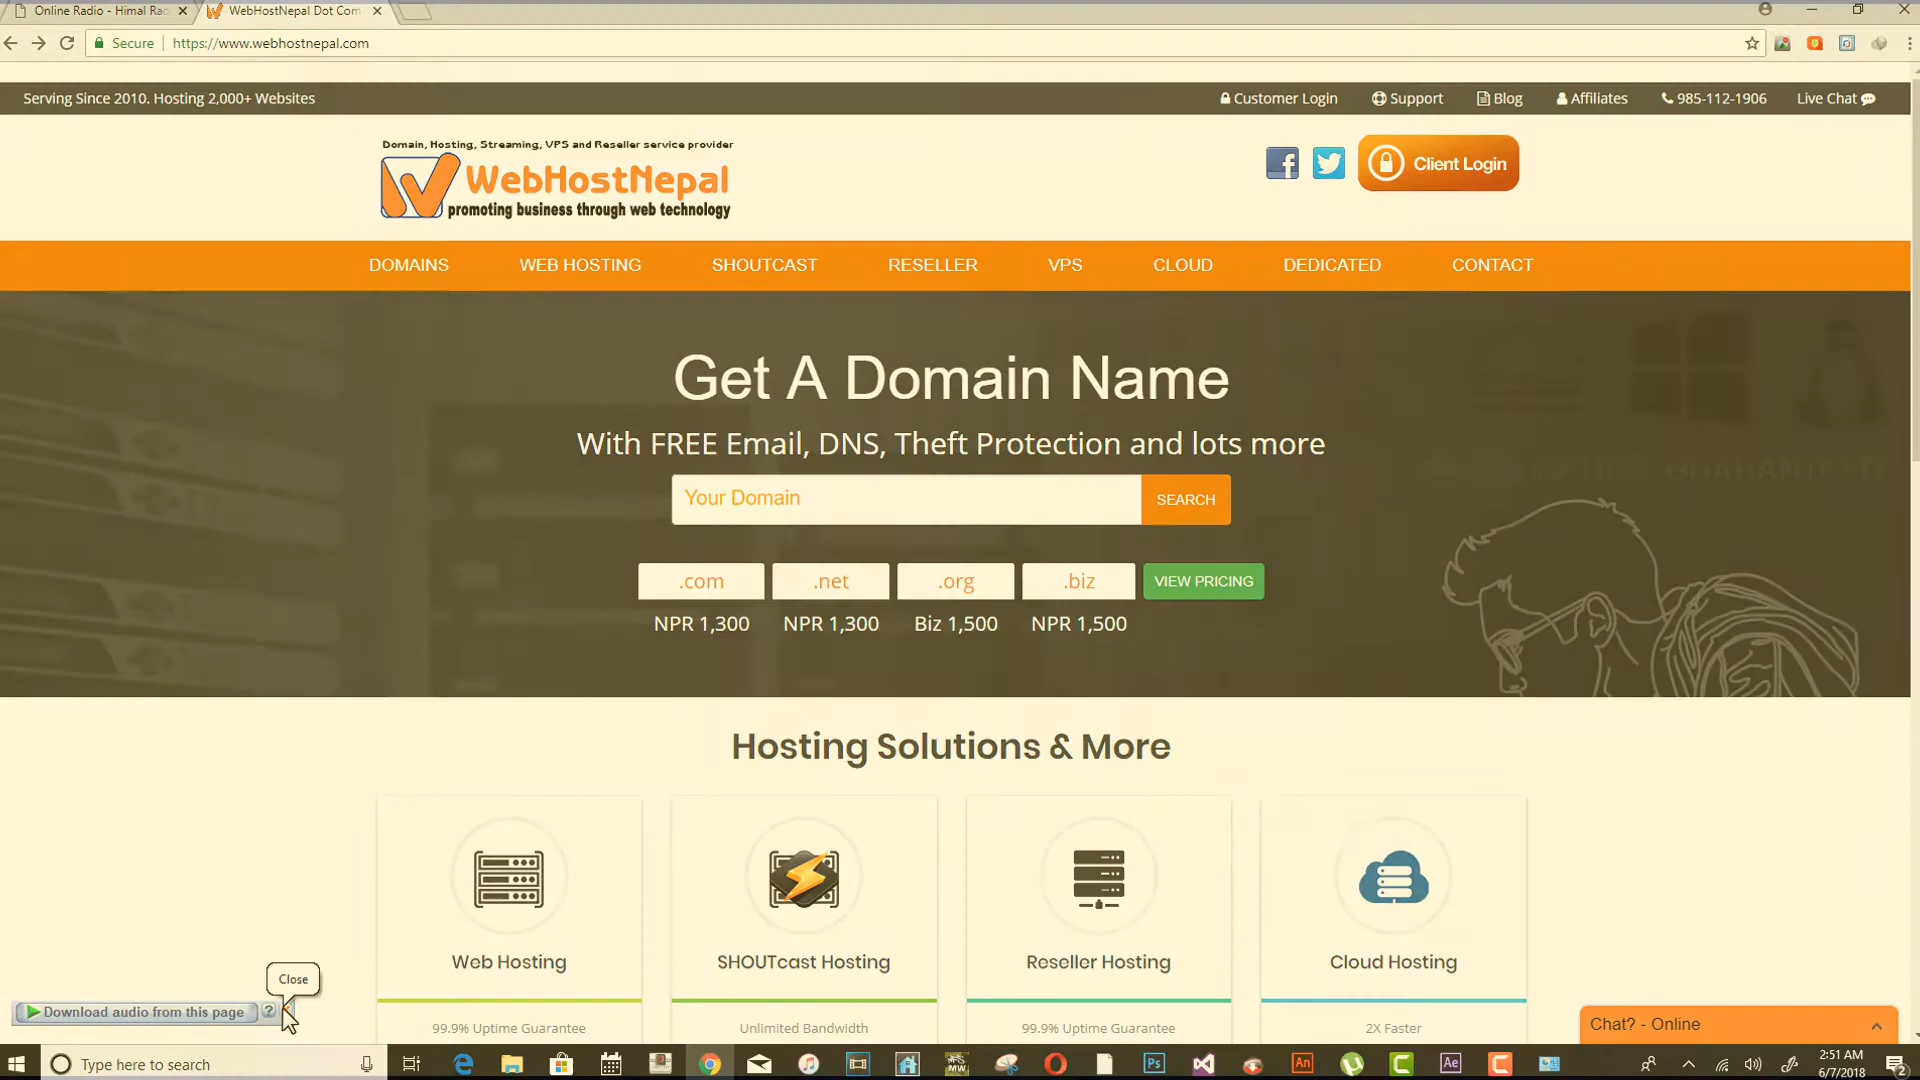 Online Radio - Himal Rad
WebHostNepal Dot Com
Secure
https://www.webhostnepal.com
Serving Since 2010. Hosting 2,000+ Websites
Customer Login
Support
Blog
Affiliates
985-112-1906
Live Chat
Domain, Hosting, Streaming, VPS and Reseller service provider
WebHostNepal
promoting business through web technology
Client Login
DOMAINS
WEB HOSTING
SHOUTCAST
RESELLER
VPS
CLOUD
DEDICATED
CONTACT
Get A Domain Name
With FREE Email, DNS, Theft Protection and lots more
Your Domain
SEARCH
.com
.net
.org
.biz
VIEW PRICING
NPR 1,300
NPR 1,300
Biz 1,500
NPR 1,500
Hosting Solutions & More
Web Hosting
SHOUTcast Hosting
Reseller Hosting
Cloud Hosting
99.9% Uptime Guarantee
Unlimited Bandwidth
99.9% Uptime Guarantee
2X Faster
Close
Download audio from this page
?
Chat? - Online
Type here to search
Ps
An
Ae
2:51 AM
6/7/2018
2